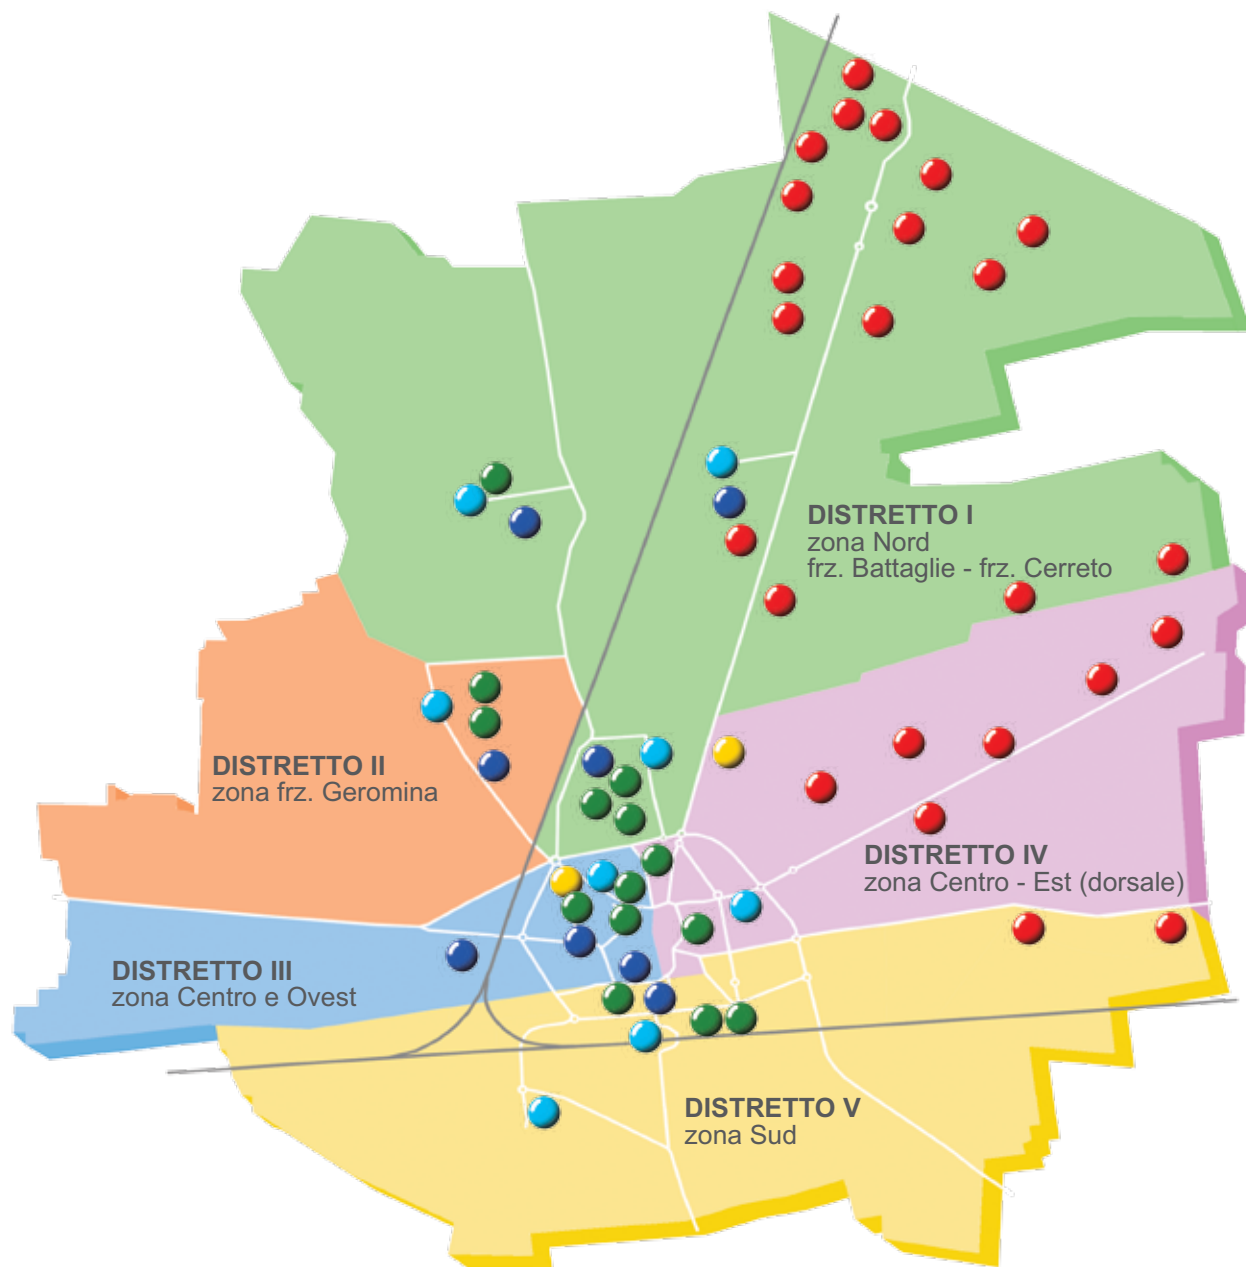 DISTRETTO I
zona Nord
frz. Battaglie - frz. Cerreto
DISTRETTO II
zona frz. Geromina
DISTRETTO IV
zona Centro - Est (dorsale)
DISTRETTO III
zona Centro e Ovest
DISTRETTO V
zona Sud